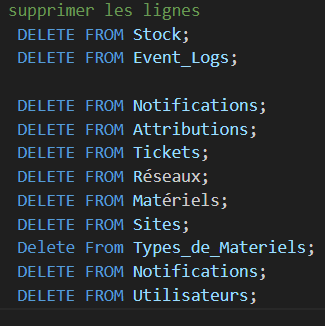 supprimer les lignes
DELETE FROM Stock;
DELETE FROM Event_Logs;
DELETE FROM Notifications;
DELETE FROM Attributions;
DELETE FROM Tickets;
DELETE FROM Réseaux;
DELETE FROM Matériels;
DELETE FROM Sites;
Delete From Types_de_Materiels;
DELETE FROM Notifications;
DELETE FROM Utilisateurs;